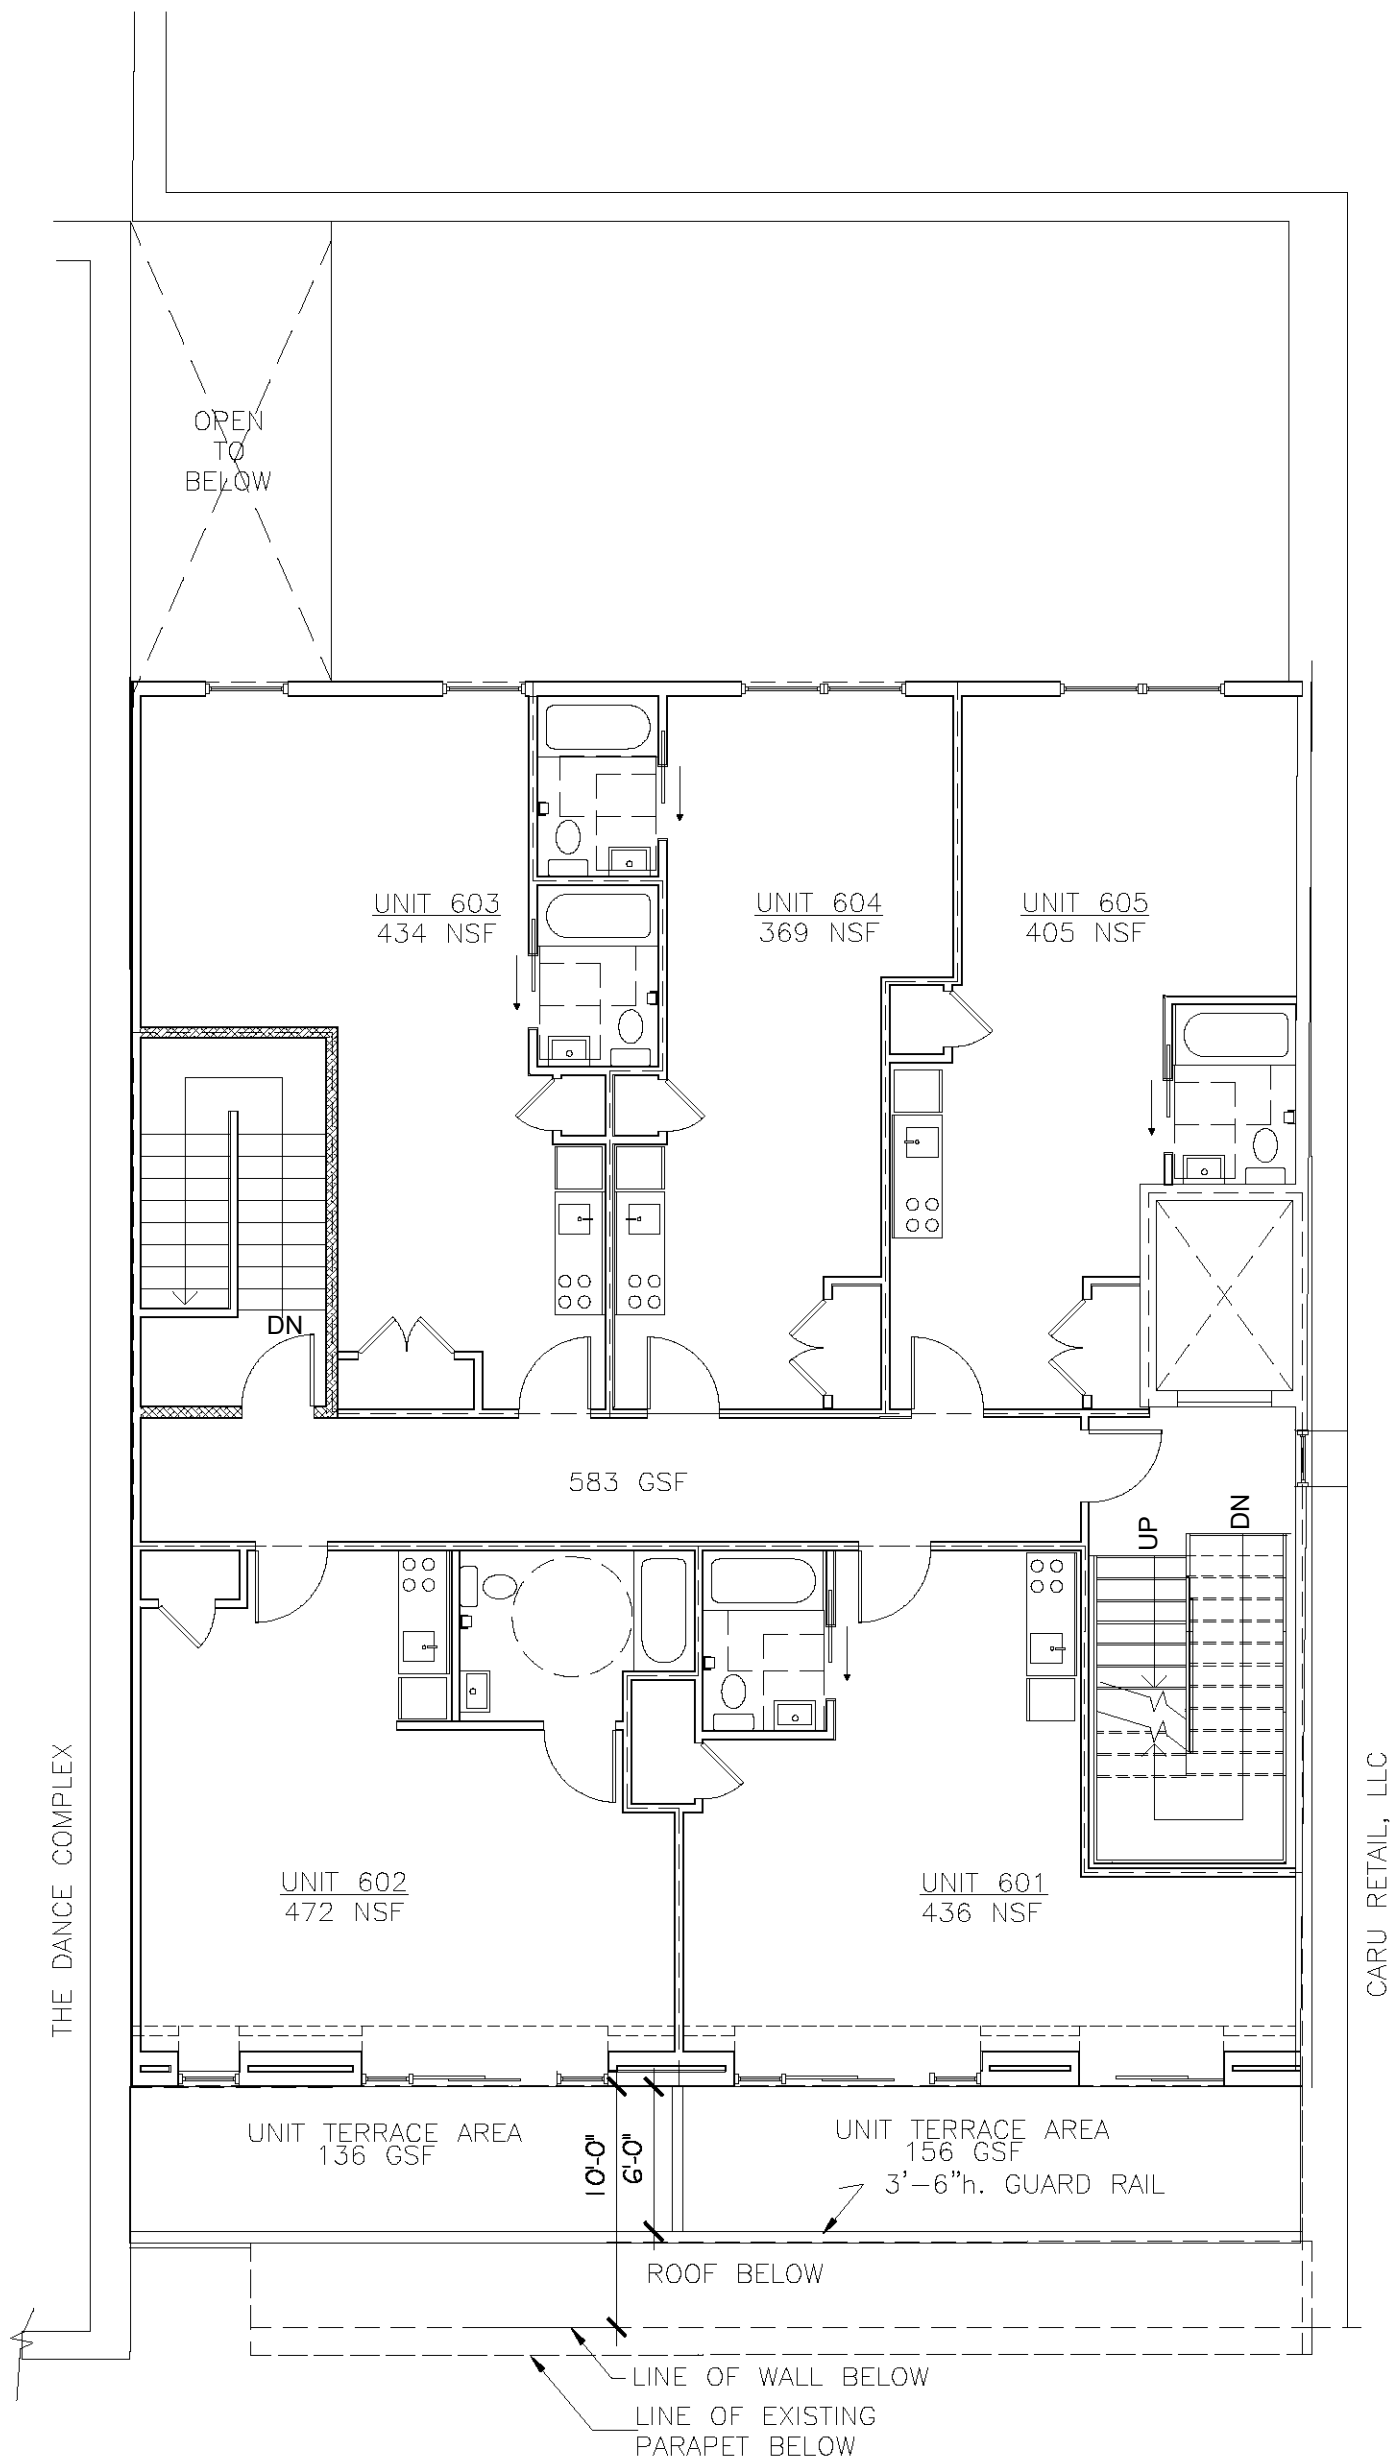 OPEN
TO
BELOW
UNIT 603
434 NSF
UNIT 604
369 NSF
UNIT 605
405 NSF
DN
583 GSF
UP
DN
THE DANCE COMPLEX
CARU RETAIL, LLC
UNIT 602
472 NSF
UNIT 601
436 NSF
UNIT TERRACE AREA
136 GSF
10'-0"
6'-0"
UNIT TERRACE AREA
156 GSF
3'-6"h. GUARD RAIL
ROOF BELOW
LINE OF WALL BELOW
LINE OF EXISTING
PARAPET BELOW